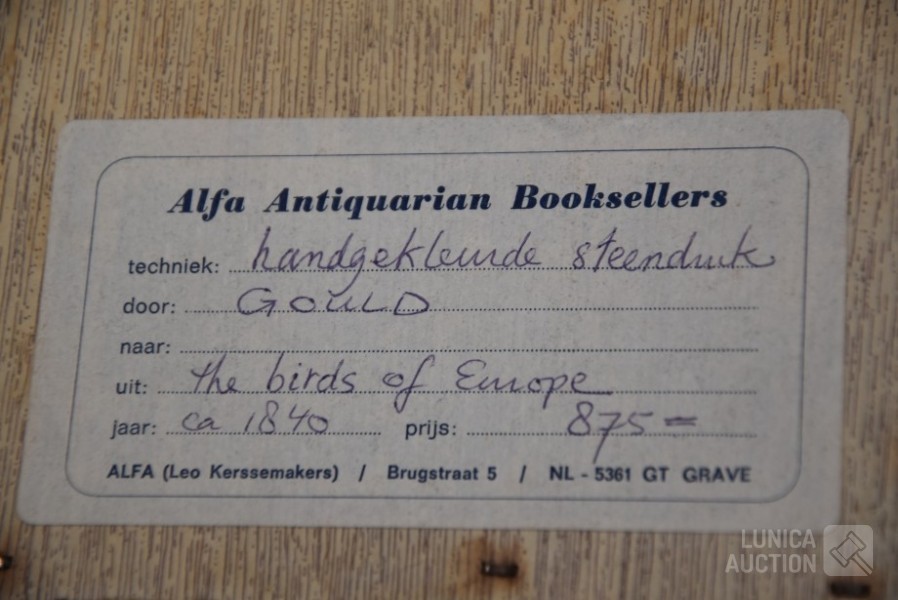 Alfa Antiquarian Booksellers
techniek: handgekleurde steendruk
door: GOULD
naar:
uit: the birds of Europe
jaar: ca 1840 prijs: 875=
ALFA (Leo Kerssemakers) / Brugstraat 5 / NL - 5361 GT GRAVE
LUNICA
AUCTION